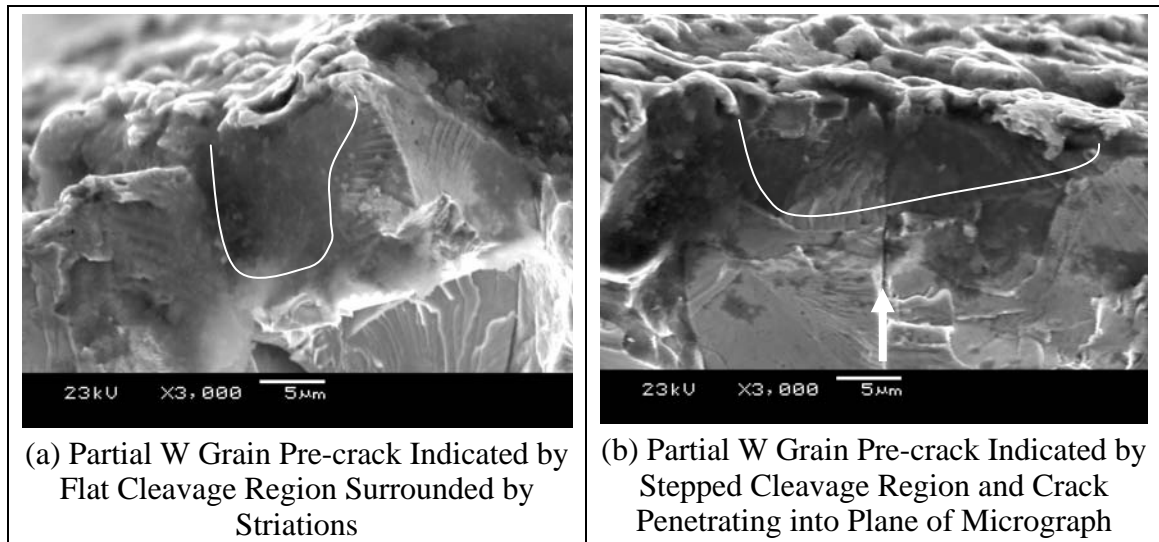 23kV X3,000 5μm
23kV X3,000 5μm
(a) Partial W Grain Pre-crack Indicated by
Flat Cleavage Region Surrounded by
Striations
(b) Partial W Grain Pre-crack Indicated by
Stepped Cleavage Region and Crack
Penetrating into Plane of Micrograph